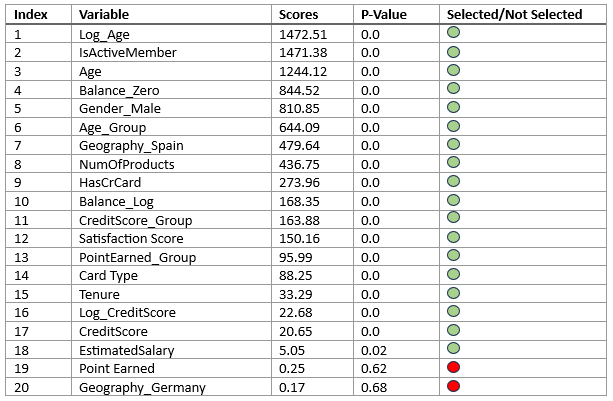 Index Variable Scores P-Value Selected/Not Selected
1 Log_Age 1472.51 0.0
2 IsActiveMember 1471.38 0.0
3 Age 1244.12 0.0
4 Balance_Zero 844.52 0.0
5 Gender_Male 810.85 0.0
6 Age_Group 644.09 0.0
7 Geography_Spain 479.64 0.0
8 NumOfProducts 436.75 0.0
9 HasCrCard 273.96 0.0
10 Balance_Log 168.35 0.0
11 CreditScore_Group 163.88 0.0
12 Satisfaction Score 150.16 0.0
13 PointEarned_Group 95.99 0.0
14 Card Type 88.25 0.0
15 Tenure 33.29 0.0
16 Log_CreditScore 22.68 0.0
17 CreditScore 20.65 0.0
18 EstimatedSalary 5.05 0.02
19 Point Earned 0.25 0.62
20 Geography_Germany 0.17 0.68